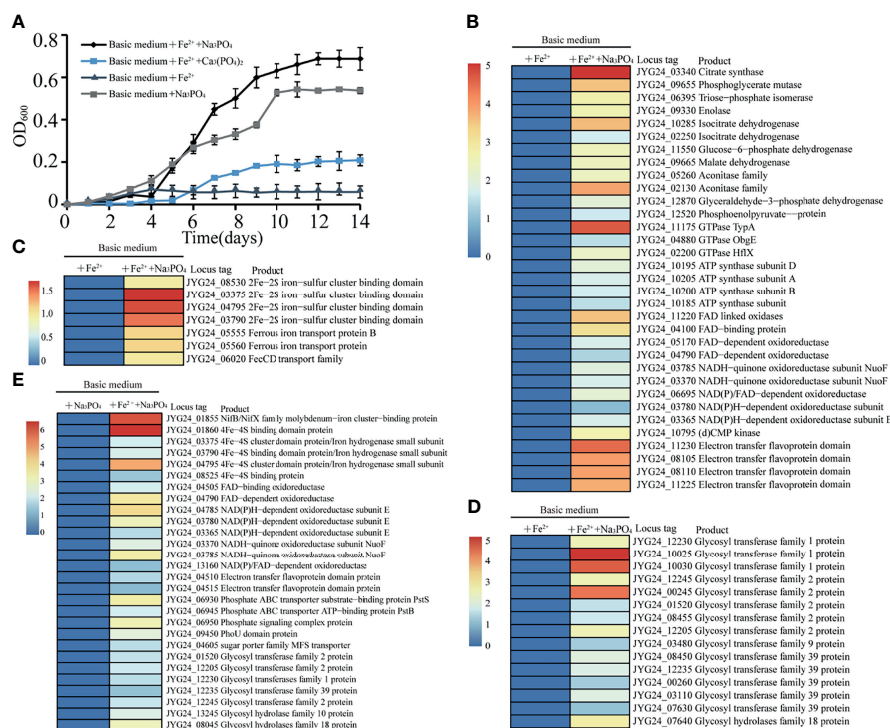 A
0.8
0.6
0.4
0.2
0
OD600
Basic medium+Fe²⁺+Na₃PO₄
Basic medium+Fe²⁺+Ca₃(PO₄)₂
Basic medium+Fe²⁺
Basic medium+Na₃PO₄
0 1 2 3 4 5 6 7 8 9 10 11 12 13 14
Time(days)
B
Basic medium
+Fe²⁺ +Fe²⁺+Na₃PO₄ Locus tag Product
5
4
3
2
1
0
JYG24_03340 Citrate synthase
JYG24_09655 Phosphoglycerate mutase
JYG24_06395 Triose-phosphate isomerase
JYG24_09330 Enolase
JYG24_10285 Isocitrate dehydrogenase
JYG24_02250 Isocitrate dehydrogenase
JYG24_11550 Glucose-6-phosphate dehydrogenase
JYG24_09665 Malate dehydrogenase
JYG24_05260 Aconitase family
JYG24_02130 Aconitase family
JYG24_12870 Glyceraldehyde-3-phosphate dehydrogenase
JYG24_12520 Phosphoenolpyruvate—protein
JYG24_11175 GTPase TypA
JYG24_04880 GTPase ObgE
JYG24_02200 GTPase HflX
JYG24_10195 ATP synthase subunit D
JYG24_10205 ATP synthase subunit A
JYG24_10200 ATP synthase subunit B
JYG24_10185 ATP synthase subunit
JYG24_11220 FAD linked oxidases
JYG24_04100 FAD-binding protein
JYG24_05170 FAD-dependent oxidoreductase
JYG24_04790 FAD-dependent oxidoreductase
JYG24_03785 NADH-quinone oxidoreductase subunit NuoF
JYG24_03370 NADH-quinone oxidoreductase subunit NuoF
JYG24_06695 NAD(P)/FAD-dependent oxidoreductase
JYG24_03780 NAD(P)H-dependent oxidoreductase subunit
JYG24_03365 NAD(P)H-dependent oxidoreductase subunit E
JYG24_10795 (d)CMP kinase
JYG24_11230 Electron transfer flavoprotein domain
JYG24_08105 Electron transfer flavoprotein domain
JYG24_08110 Electron transfer flavoprotein domain
JYG24_11225 Electron transfer flavoprotein domain
C
Basic medium
+Fe²⁺ +Fe²⁺+Na₃PO₄ Locus tag Product
1.5
1.0
0.5
0
JYG24_08530 2Fe-2S iron-sulfur cluster binding domain
JYG24_03375 2Fe-2S iron-sulfur cluster binding domain
JYG24_04795 2Fe-2S iron-sulfur cluster binding domain
JYG24_03790 2Fe-2S iron-sulfur cluster binding domain
JYG24_05555 Ferrous iron transport protein B
JYG24_05560 Ferrous iron transport protein
JYG24_06020 FecCD transport family
E
Basic medium
+Na₃PO₄ +Fe²⁺+Na₃PO₄ Locus tag Product
6
5
4
3
2
1
0
JYG24_01855 NifB/NifX family molybdenum-iron cluster-binding protein
JYG24_01860 4Fe-4S binding domain protein
JYG24_03375 4Fe-4S cluster domain protein/Iron hydrogenase small subunit
JYG24_03790 4Fe-4S binding domain protein/Iron hydrogenase small subunit
JYG24_04795 4Fe-4S cluster domain protein/Iron hydrogenase small subunit
JYG24_08525 4Fe-4S binding protein
JYG24_04505 FAD-binding oxidoreductase
JYG24_04790 FAD-dependent oxidoreductase
JYG24_04785 NAD(P)H-dependent oxidoreductase subunit E
JYG24_03780 NAD(P)H-dependent oxidoreductase subunit E
JYG24_03365 NAD(P)H-dependent oxidoreductase subunit E
JYG24_03370 NADH-quinone oxidoreductase subunit NuoF
JYG24_03785 NADH-quinone oxidoreductase subunit NuoF
JYG24_13160 NAD(P)/FAD-dependent oxidoreductase
JYG24_04510 Electron transfer flavoprotein domain protein
JYG24_04515 Electron transfer flavoprotein domain protein
JYG24_06930 Phosphate ABC transporter substrate-binding protein PstS
JYG24_06945 Phosphate ABC transporter ATP-binding protein PstB
JYG24_06950 Phosphate signaling complex protein
JYG24_09450 PhoU domain protein
JYG24_04605 sugar porter family MFS transporter
JYG24_01520 Glycosyl transferase family 2 protein
JYG24_12205 Glycosyl transferase family 2 protein
JYG24_12230 Glycosyl transferases family 1 protein
JYG24_12235 Glycosyl transferase family 39 protein
JYG24_12245 Glycosyl transferase family 2 protein
JYG24_13245 Glycosyl hydrolase family 10 protein
JYG24_08045 Glycosyl hydrolases family 18 protein
D
Basic medium
+Fe²⁺ +Fe²⁺+Na₃PO₄ Locus tag Product
5
4
3
2
1
0
JYG24_12230 Glycosyl transferase family 1 protein
JYG24_10025 Glycosyl transferase family 1 protein
JYG24_10030 Glycosyl transferase family 1 protein
JYG24_12245 Glycosyl transferase family 2 protein
JYG24_00245 Glycosyl transferase family 2 protein
JYG24_01520 Glycosyl transferase family 2 protein
JYG24_08455 Glycosyl transferase family 2 protein
JYG24_12205 Glycosyl transferase family 2 protein
JYG24_03480 Glycosyl transferase family 9 protein
JYG24_08450 Glycosyl transferase family 39 protein
JYG24_12235 Glycosyl transferase family 39 protein
JYG24_00260 Glycosyl transferase family 39 protein
JYG24_03110 Glycosyl transferase family 39 protein
JYG24_07630 Glycosyl transferase family 39 protein
JYG24_07640 Glycosyl hydrolases family 18 protein